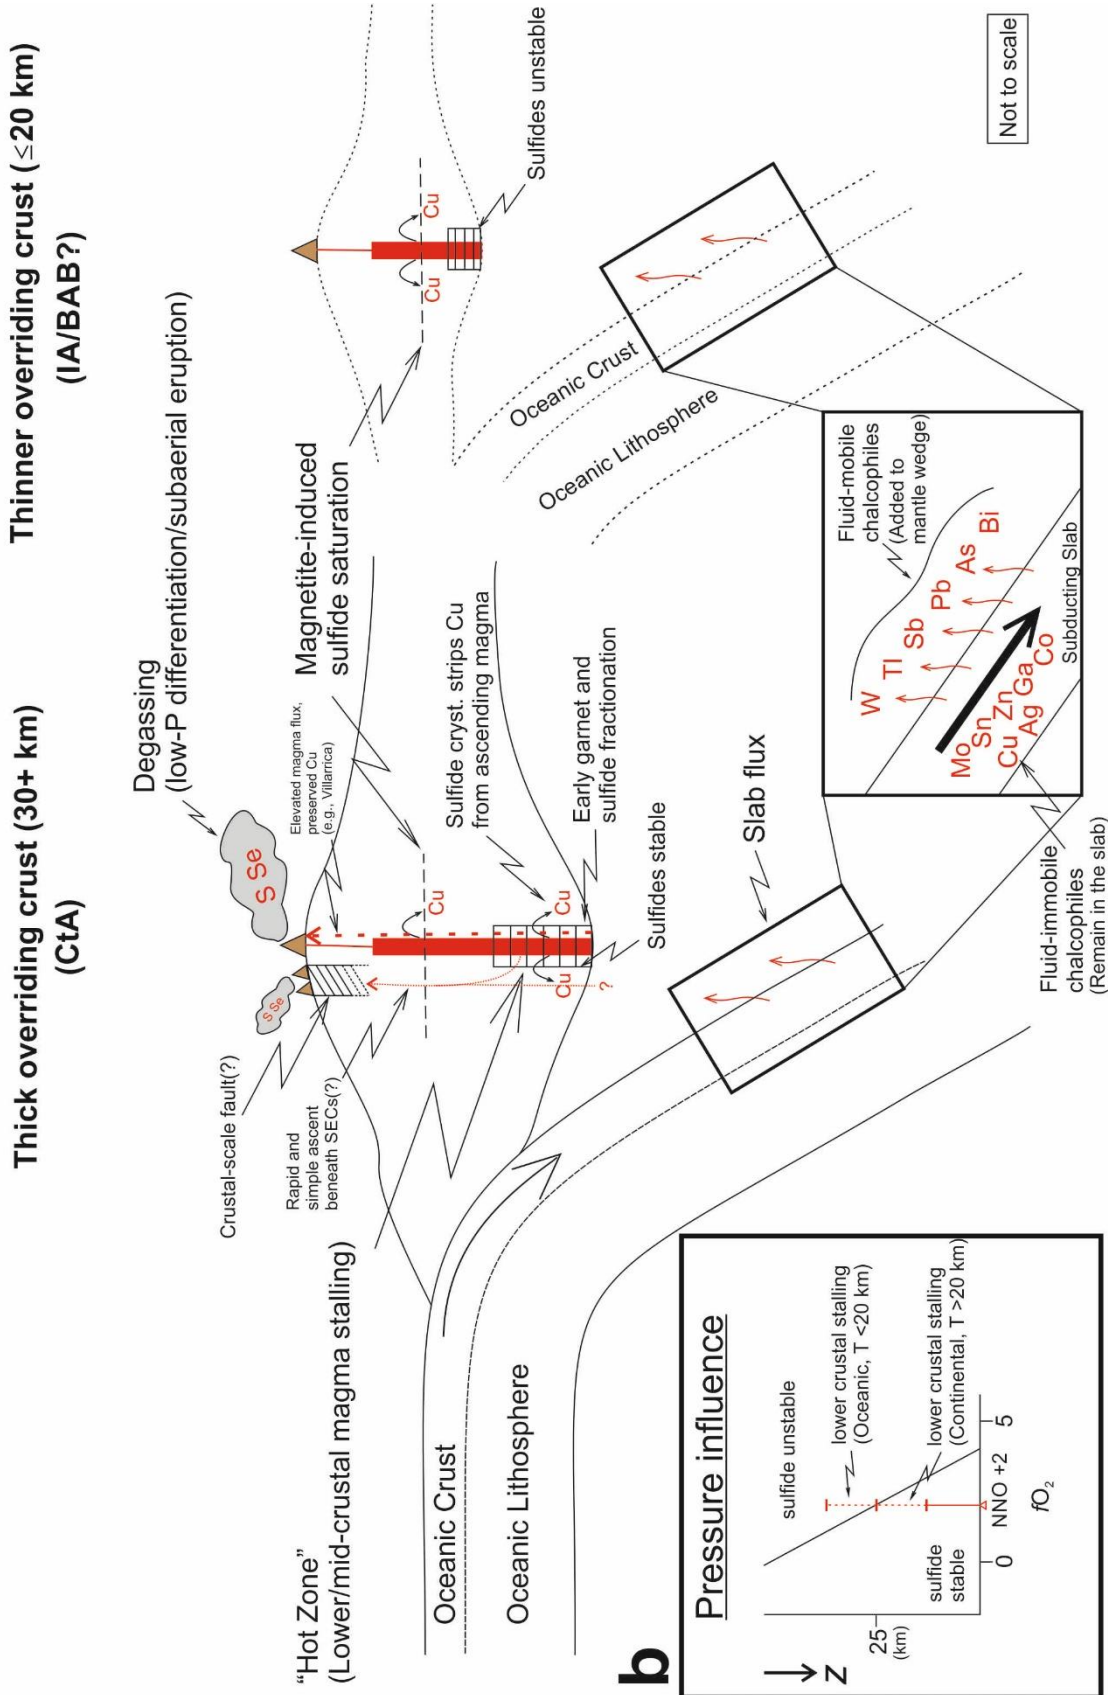 Thick overriding crust (30+ km)
(CtA)
Thinner overriding crust (≤20 km)
(IA/BAB?)
Degassing
(low-P differentiation/subaerial eruption)
S Se
S Se
Crustal-scale fault(?)
Elevated magma flux,
preserved Cu
(e.g., Villarrica)
Magnetite-induced
sulfide saturation
Rapid and
simple ascent
beneath SECs(?)
Cu
Cu
Cu
"Hot Zone"
(Lower/mid-crustal magma stalling)
Sulfide cryst. strips Cu
from ascending magma
Cu
Cu
?
Early garnet and
sulfide fractionation
Sulfides stable
Sulfides unstable
Oceanic Crust
Oceanic Lithosphere
Oceanic Crust
Oceanic Lithosphere
Slab flux
b
Pressure influence
Z
25
(km)
sulfide unstable
sulfide
stable
lower crustal stalling
(Oceanic, T <20 km)
lower crustal stalling
(Continental, T >20 km)
0
NNO +2
5
fO2
Fluid-mobile
chalcophiles
(Added to
mantle wedge)
W
Tl
Sb
Pb
As
Bi
Mo
Sn
Cu
Zn
Ag
Ga
Co
Subducting Slab
Fluid-immobile
chalcophiles
(Remain in the slab)
Not to scale